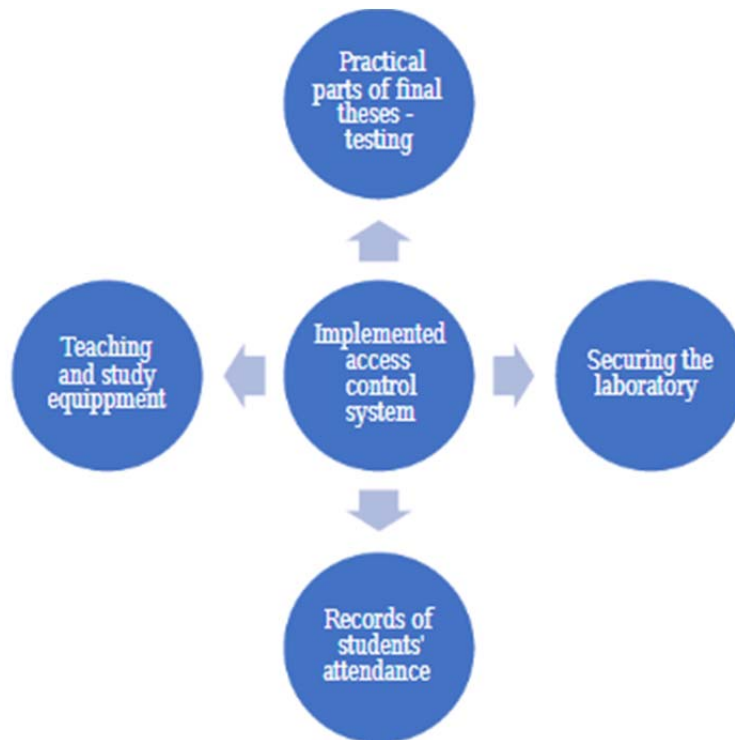 Practical
parts of final
theses -
testing
Teaching
and study
equippment
Implemented
access
control
system
Securing the
laboratory
Records of
students'
attendance